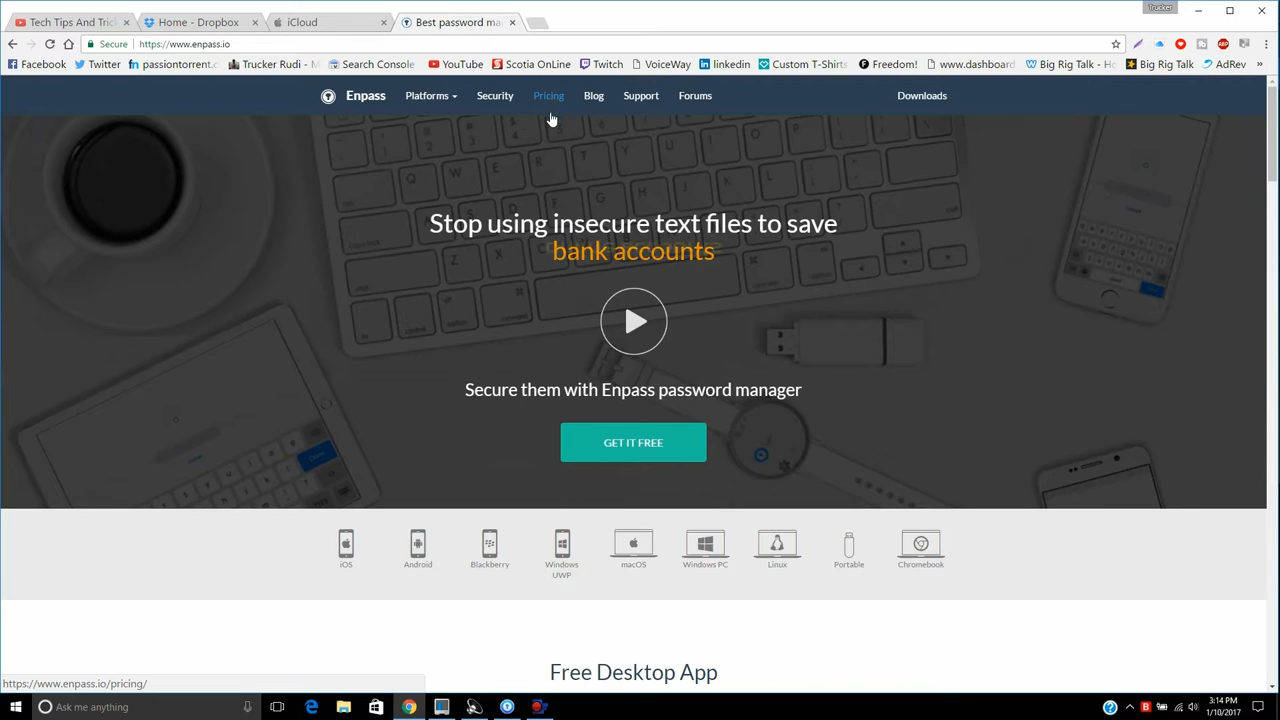 Tech Tips And Tric
Home - Dropbox
iCloud
Best password ma
Trucker
Secure
https://www.enpass.io
Facebook
Twitter
passiontorrent.c
Trucker Rudi - M
Search Console
YouTube
Scotia OnLine
Twitch
VoiceWay
linkedin
Custom T-Shirts
Freedom!
www.dashboard
Big Rig Talk - Ho
Big Rig Talk
AdRev
Enpass
Platforms
Security
Pricing
Blog
Support
Forums
Downloads
Stop using insecure text files to save
bank accounts
Secure them with Enpass password manager
GET IT FREE
iOS
Android
Blackberry
Windows
UWP
macOS
Windows PC
Linux
Portable
Chromebook
Free Desktop App
https://www.enpass.io/pricing/
Ask me anything
3:14 PM
1/10/2017